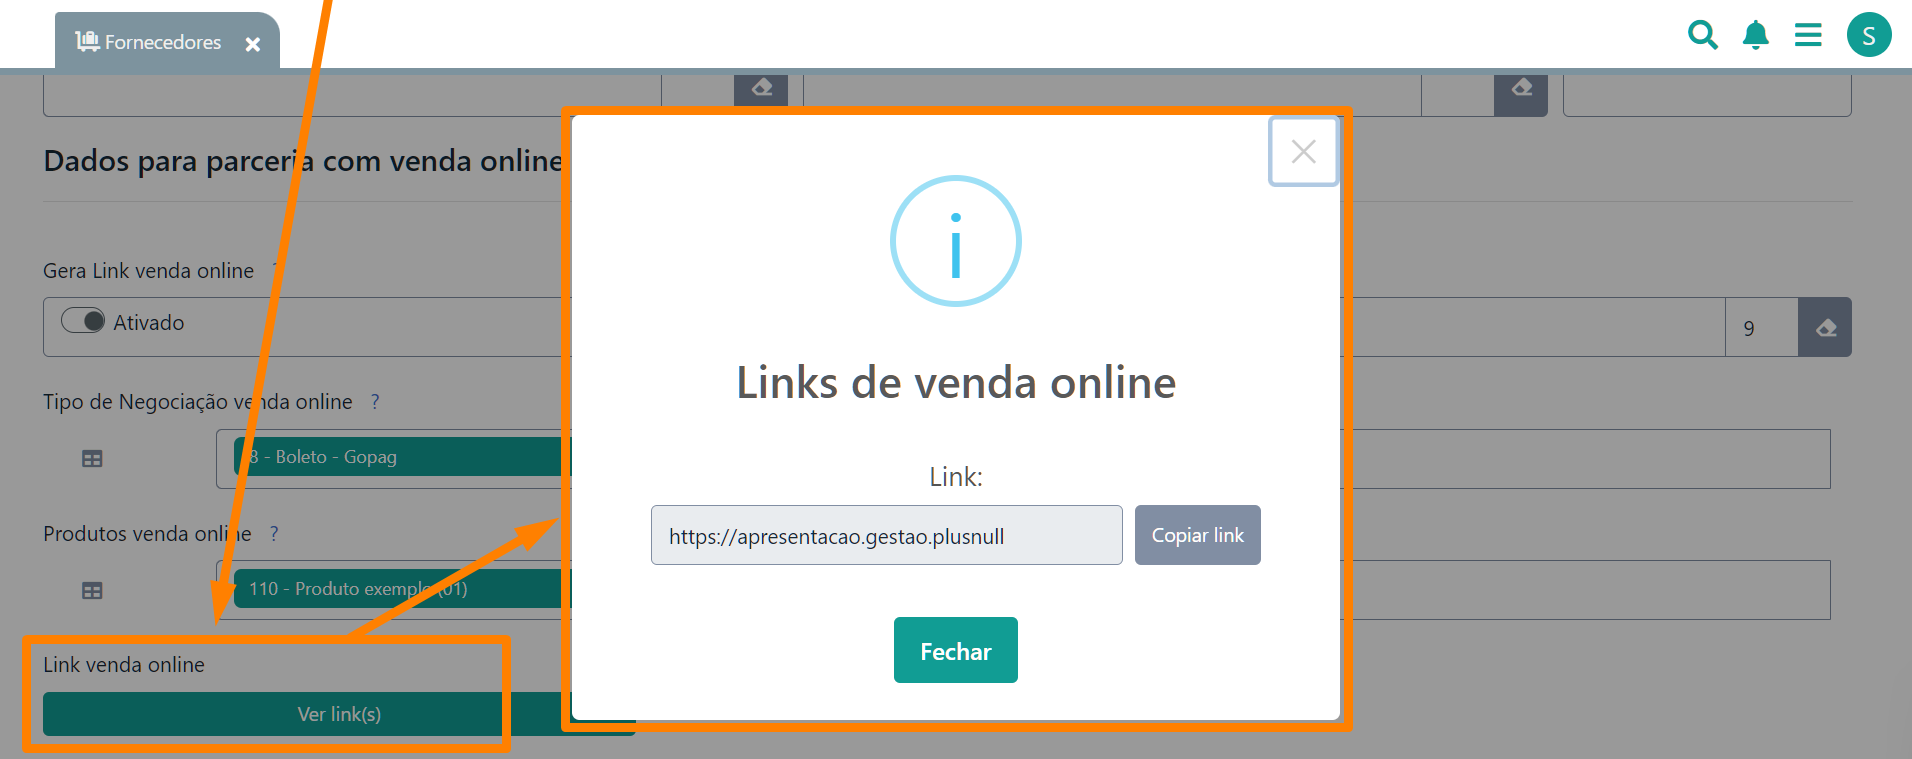 Fornecedores
S
Dados para parceria com venda online
Gera Link venda online ?
Ativado
9
Tipo de Negociação venda online ?
8 - Boleto - Gopag
Produtos venda online ?
110 - Produto exemplo (01)
Link venda online
Ver link(s)
i
Links de venda online
Link:
https://apresentacao.gestao.plusnull
Copiar link
Fechar